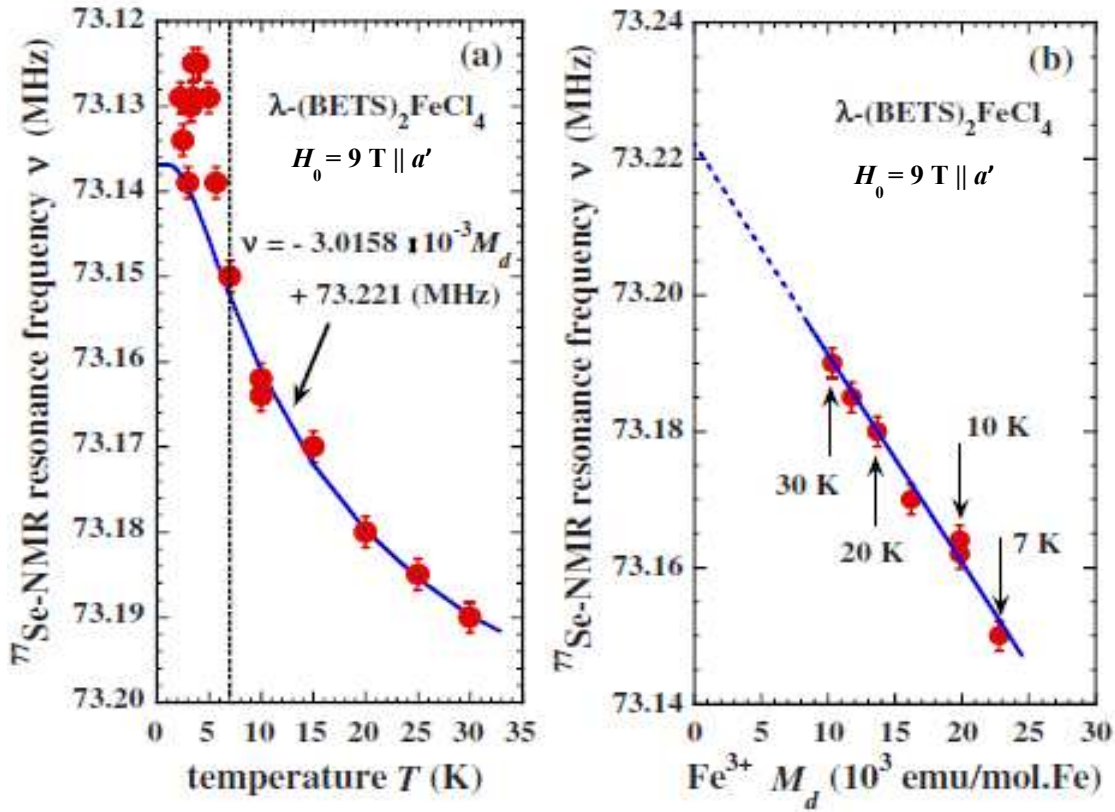 (a)
λ-(BETS)₂FeCl₄
H₀ = 9 T || a'
ν = - 3.0158 ·10⁻³M_d
+ 73.221 (MHz)
73.12
73.13
73.14
73.15
73.16
73.17
73.18
73.19
73.20
0 5 10 15 20 25 30 35
⁷⁷Se-NMR resonance frequency ν (MHz)
temperature T (K)
(b)
λ-(BETS)₂FeCl₄
H₀ = 9 T || a'
73.24
73.22
73.20
73.18
73.16
73.14
10 K
30 K
20 K
7 K
0 5 10 15 20 25 30
⁷⁷Se-NMR resonance frequency ν (MHz)
Fe³⁺ M_d (10³ emu/mol.Fe)